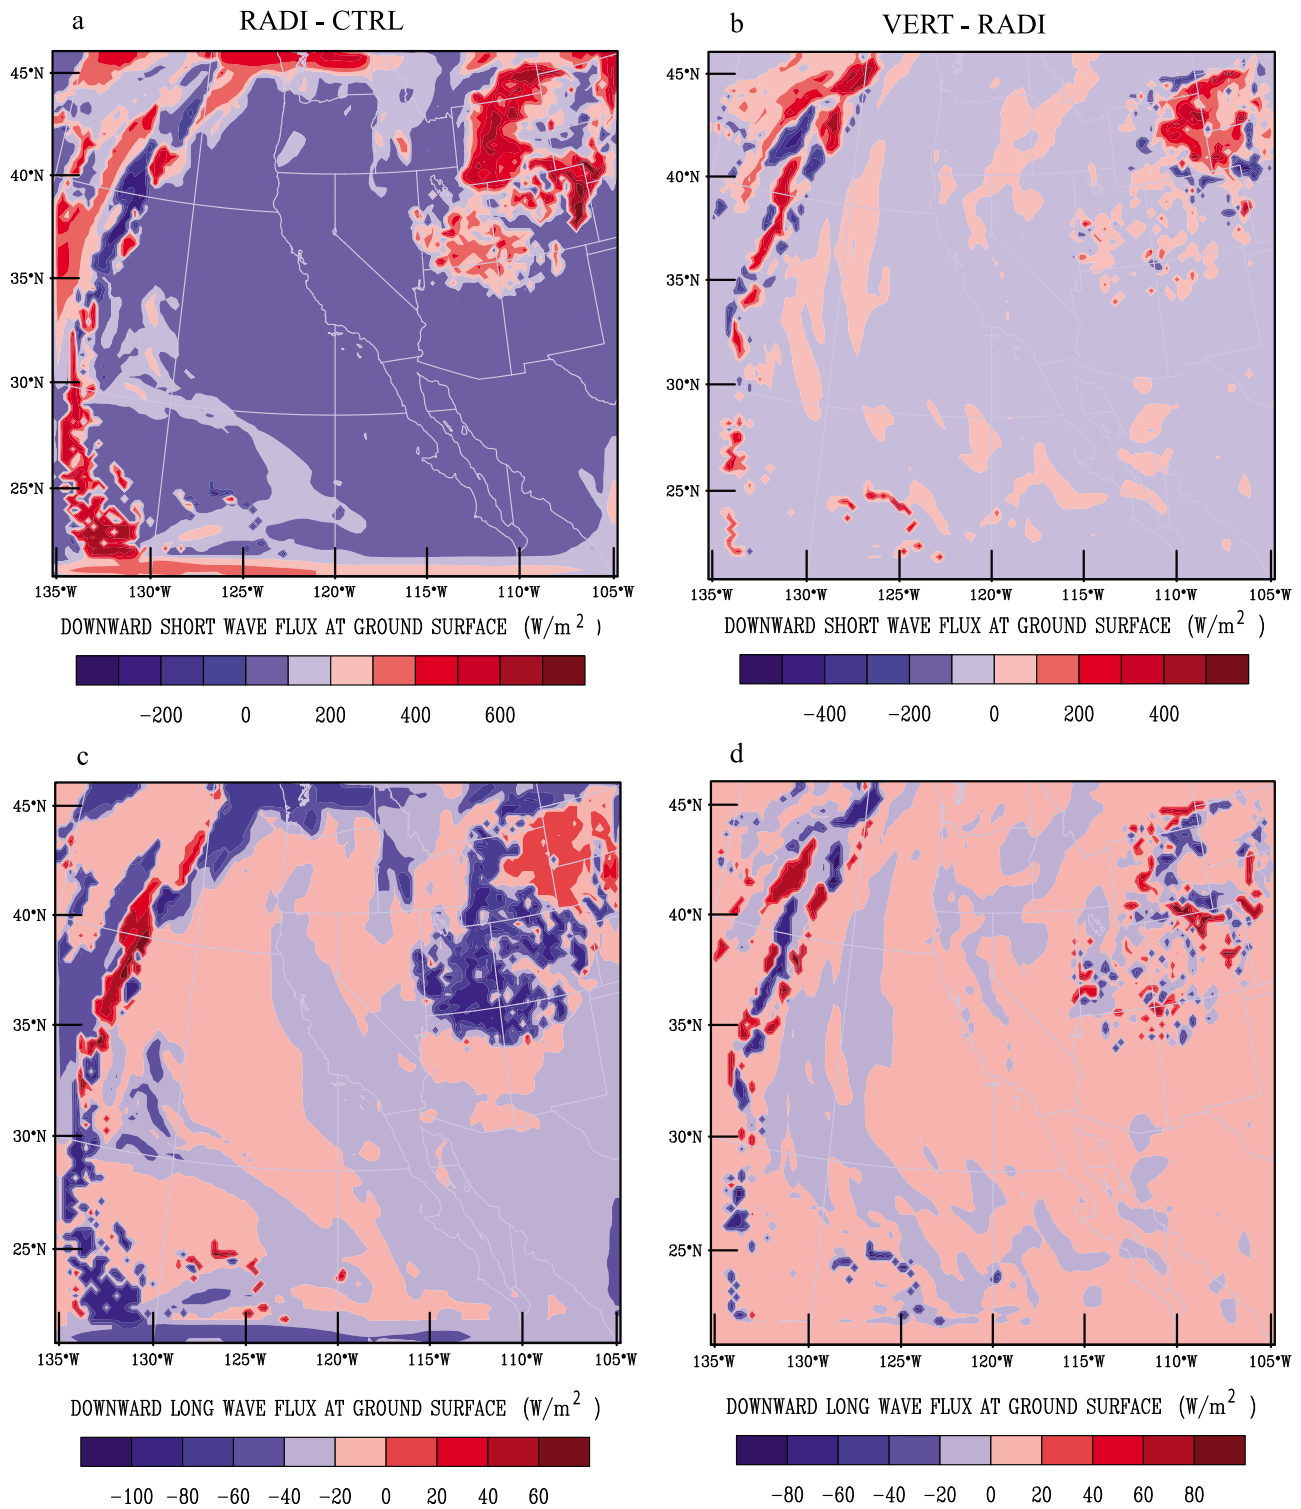 a RADI - CTRL
b VERT - RADI
45°N
40°N
35°N
30°N
25°N
135°W 130°W 125°W 120°W 115°W 110°W 105°W
DOWNWARD SHORT WAVE FLUX AT GROUND SURFACE (W/m² )
-200 0 200 400 600
45°N
40°N
35°N
30°N
25°N
135°W 130°W 125°W 120°W 115°W 110°W 105°W
DOWNWARD SHORT WAVE FLUX AT GROUND SURFACE (W/m² )
-400 -200 0 200 400
c
45°N
40°N
35°N
30°N
25°N
135°W 130°W 125°W 120°W 115°W 110°W 105°W
DOWNWARD LONG WAVE FLUX AT GROUND SURFACE (W/m² )
-100 -80 -60 -40 -20 0 20 40 60
d
45°N
40°N
35°N
30°N
25°N
135°W 130°W 125°W 120°W 115°W 110°W 105°W
DOWNWARD LONG WAVE FLUX AT GROUND SURFACE (W/m² )
-80 -60 -40 -20 0 20 40 60 80